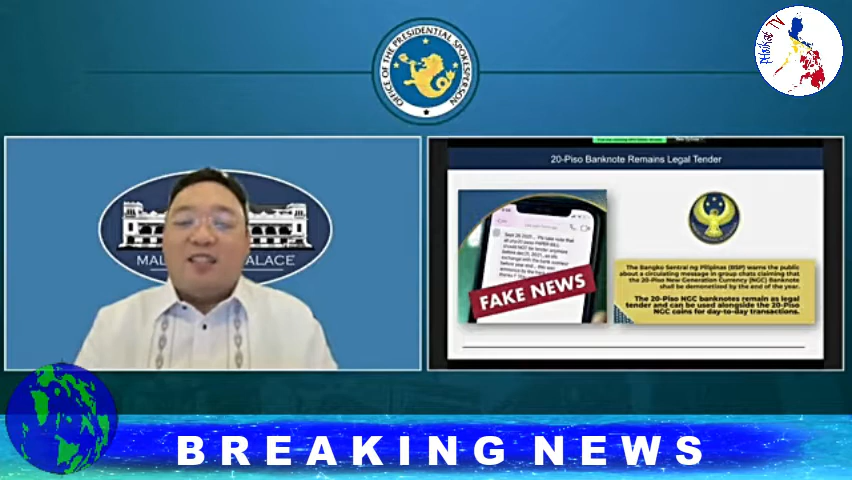 OFFICE OF THE PRESIDENTIAL SPOKESPERSON
20-Piso Banknote Remains Legal Tender
MALA
ALACE
FAKE NEWS
The Bangko Sentral ng Pilipinas (BSP) warns the public
about a circulating message in group chats claiming that
the 20-Piso New Generation Currency (NGC) Banknote
shall be demonetized by the end of the year.
The 20-Piso NGC banknotes remain as legal
tender and can be used alongside the 20-Piso
NGC coins for day-to-day transactions.
BREAKING NEWS